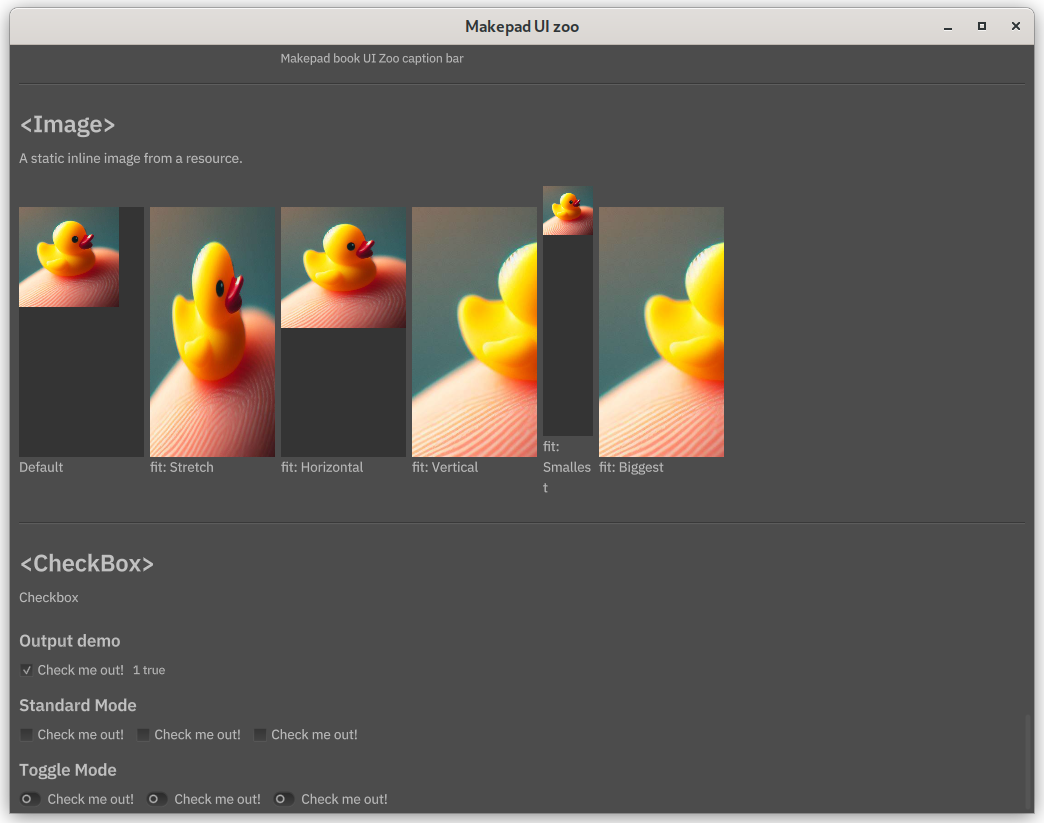 Makepad UI zoo
Makepad book UI Zoo caption bar
<Image>
A static inline image from a resource.
Default
fit: Stretch
fit: Horizontal
fit: Vertical
fit:
Smalles
t
fit: Biggest
<CheckBox>
Checkbox
Output demo
Check me out! 1 true
Standard Mode
Check me out! Check me out! Check me out!
Toggle Mode
Check me out! Check me out! Check me out!